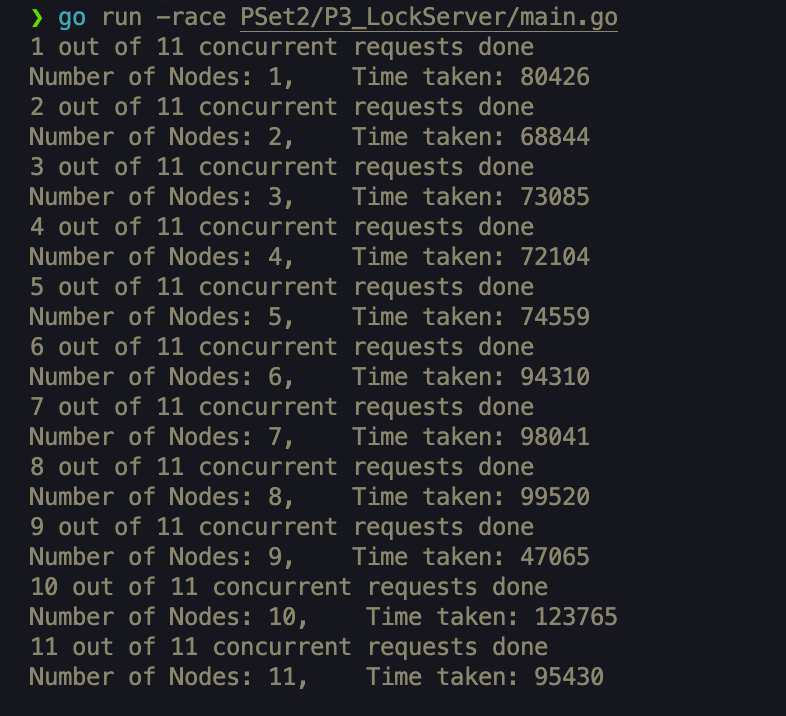 ❯ go run -race PSet2/P3_LockServer/main.go
1 out of 11 concurrent requests done
Number of Nodes: 1,    Time taken: 80426
2 out of 11 concurrent requests done
Number of Nodes: 2,    Time taken: 68844
3 out of 11 concurrent requests done
Number of Nodes: 3,    Time taken: 73085
4 out of 11 concurrent requests done
Number of Nodes: 4,    Time taken: 72104
5 out of 11 concurrent requests done
Number of Nodes: 5,    Time taken: 74559
6 out of 11 concurrent requests done
Number of Nodes: 6,    Time taken: 94310
7 out of 11 concurrent requests done
Number of Nodes: 7,    Time taken: 98041
8 out of 11 concurrent requests done
Number of Nodes: 8,    Time taken: 99520
9 out of 11 concurrent requests done
Number of Nodes: 9,    Time taken: 47065
10 out of 11 concurrent requests done
Number of Nodes: 10,    Time taken: 123765
11 out of 11 concurrent requests done
Number of Nodes: 11,    Time taken: 95430